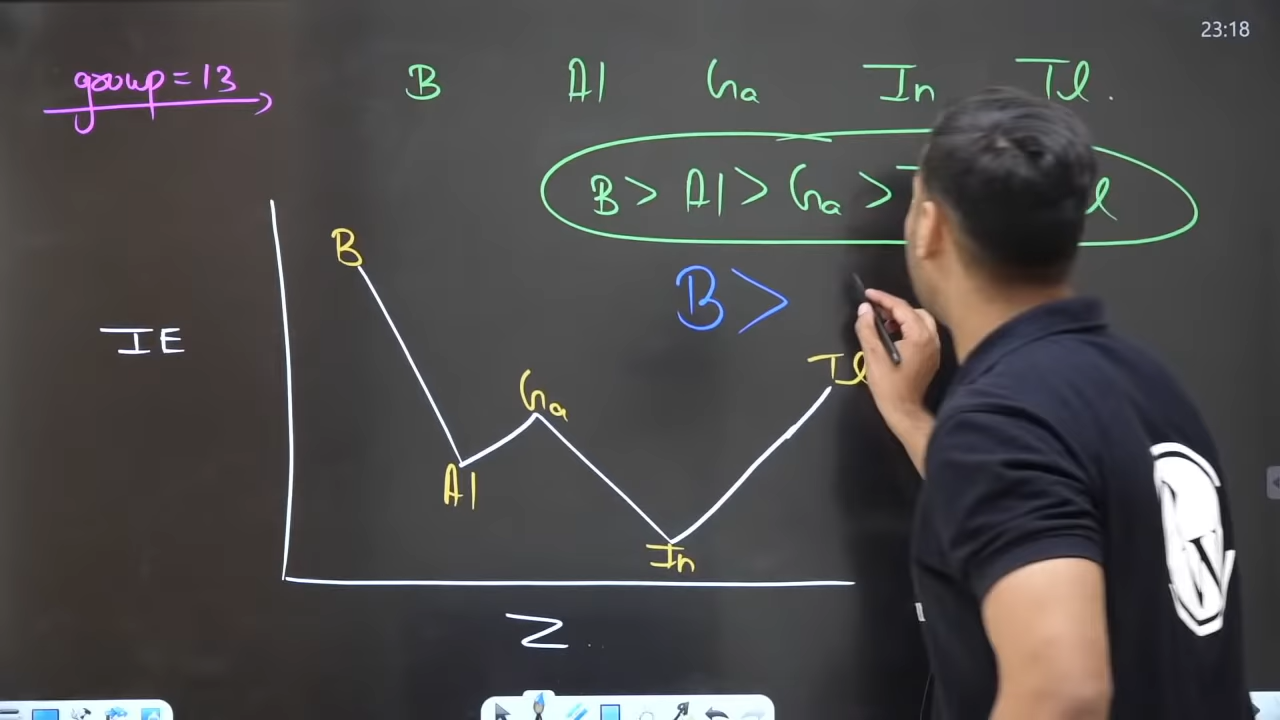 23:18
group = 13 B Al Ga In Tl.
B > Al > Ga >
B >
B
IE
Tl
Ga
Al
In
Z